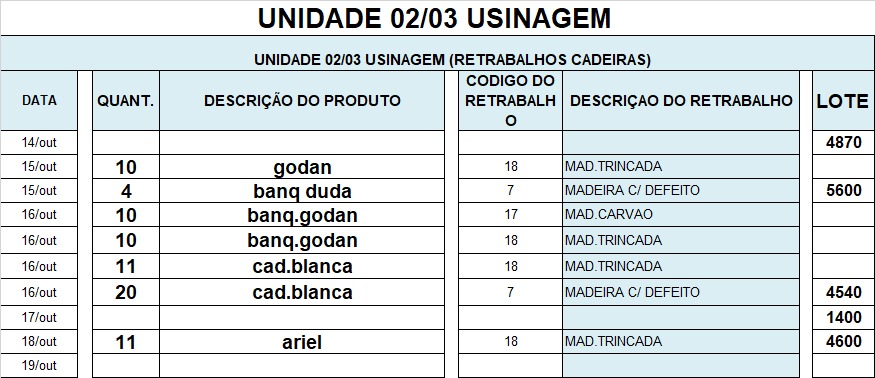 UNIDADE 02/03 USINAGEM
UNIDADE 02/03 USINAGEM (RETRABALHOS CADEIRAS)
DATA QUANT. DESCRIÇÃO DO PRODUTO CODIGO DO RETRABALH O DESCRIÇAO DO RETRABALHO LOTE
14/out 4870
15/out 10 godan 18 MAD.TRINCADA
15/out 4 banq duda 7 MADEIRA C/ DEFEITO 5600
16/out 10 banq.godan 17 MAD.CARVAO
16/out 10 banq.godan 18 MAD.TRINCADA
16/out 11 cad.blanca 18 MAD.TRINCADA
16/out 20 cad.blanca 7 MADEIRA C/ DEFEITO 4540
17/out 1400
18/out 11 ariel 18 MAD.TRINCADA 4600
19/out